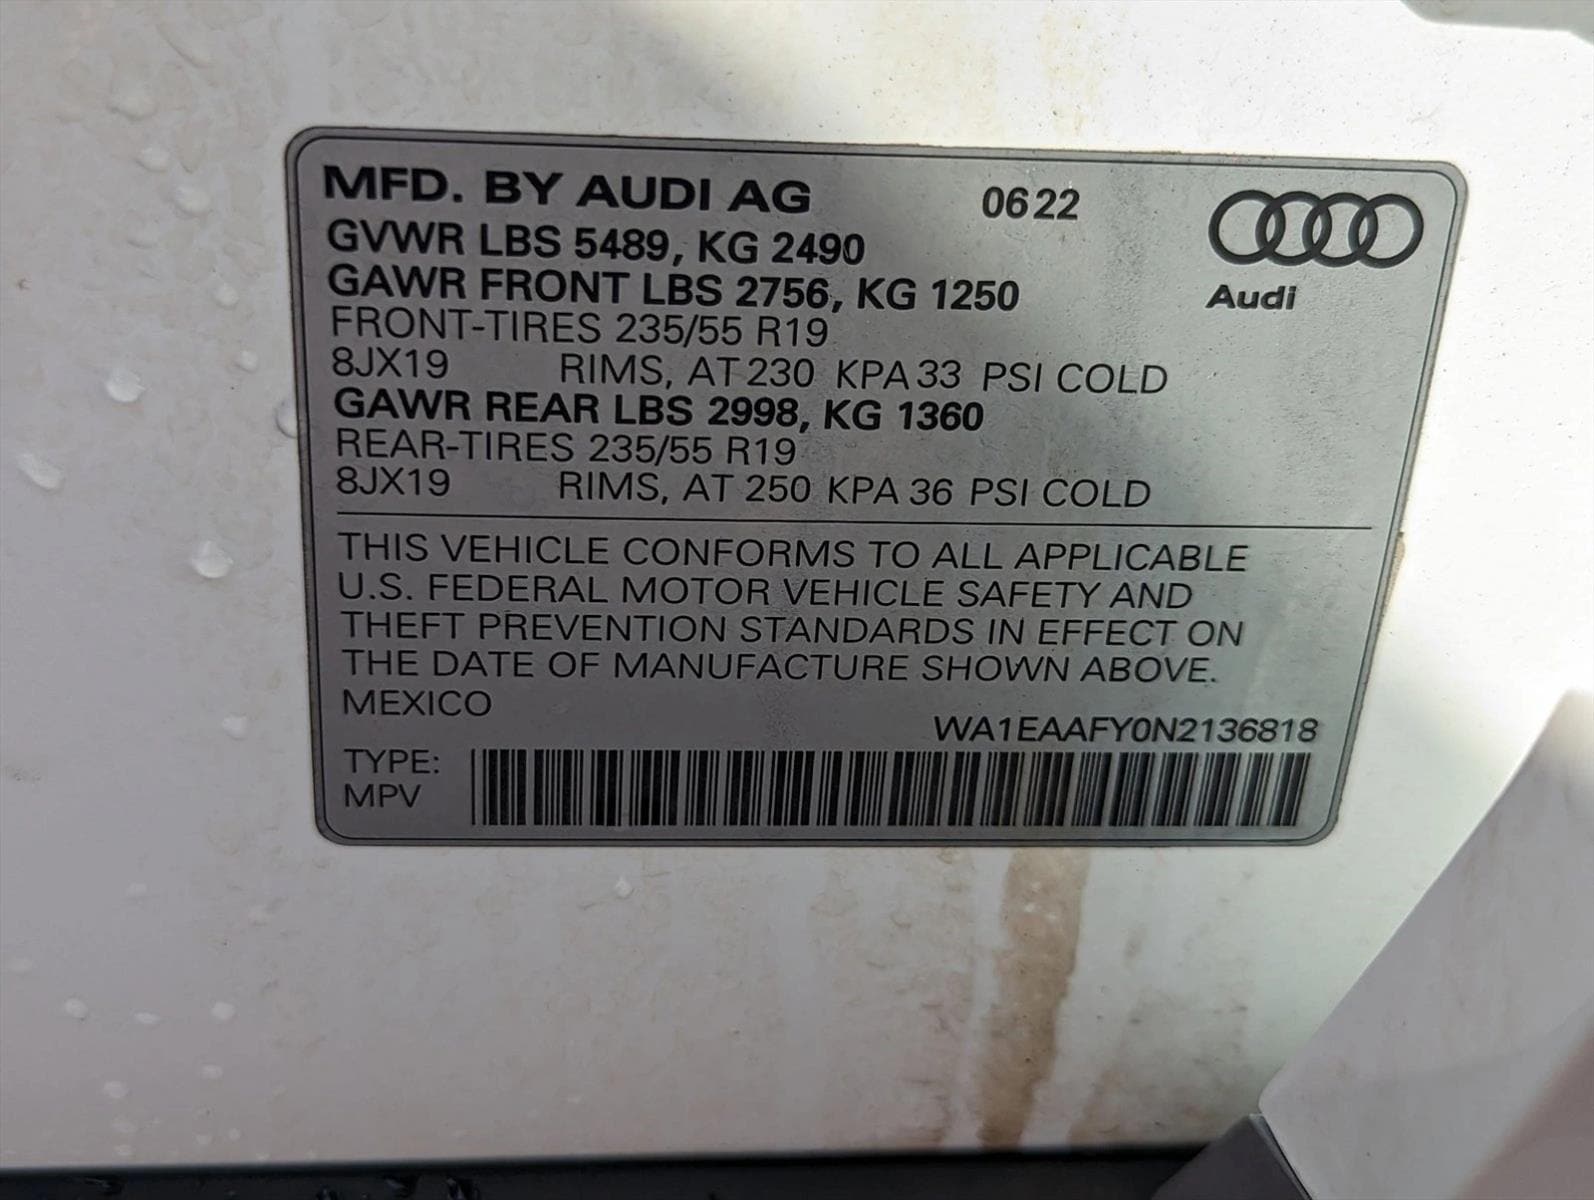 MFD. BY AUDI AG 0622
GVWR LBS 5489, KG 2490
GAWR FRONT LBS 2756, KG 1250
Audi
FRONT-TIRES 235/55 R19
8JX19 RIMS, AT 230 KPA 33 PSI COLD
GAWR REAR LBS 2998, KG 1360
REAR-TIRES 235/55 R19
8JX19 RIMS, AT 250 KPA 36 PSI COLD
THIS VEHICLE CONFORMS TO ALL APPLICABLE
U.S. FEDERAL MOTOR VEHICLE SAFETY AND
THEFT PREVENTION STANDARDS IN EFFECT ON
THE DATE OF MANUFACTURE SHOWN ABOVE.
MEXICO
WA1EAAFY0N2136818
TYPE:
MPV